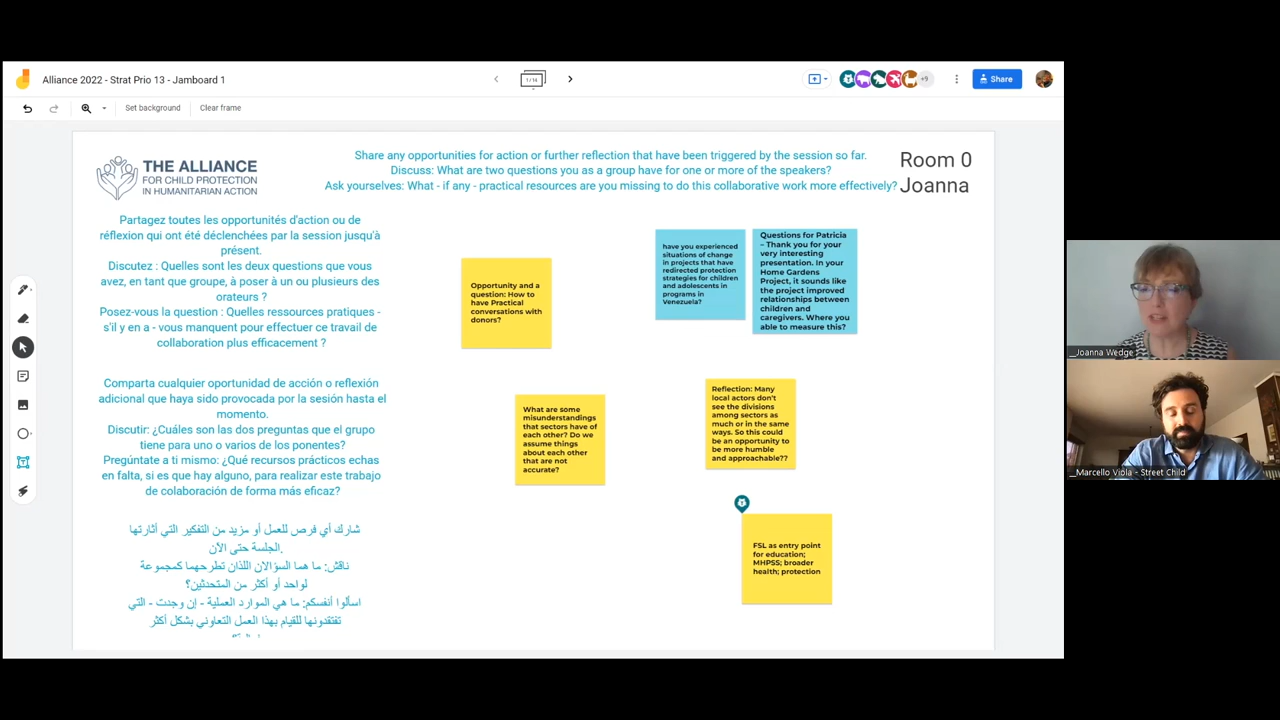 Alliance 2022 - Strat Prio 13 - Jamboard 1
1/14
+9
Share
Set background
Clear frame
THE ALLIANCE
FOR CHILD PROTECTION
IN HUMANITARIAN ACTION
Share any opportunities for action or further reflection that have been triggered by the session so far.
Discuss: What are two questions you as a group have for one or more of the speakers?
Ask yourselves: What - if any - practical resources are you missing to do this collaborative work more effectively?
Room 0
Joanna
Partagez toutes les opportunités d'action ou de
réflexion qui ont été déclenchées par la session jusqu'à
présent.
Discutez : Quelles sont les deux questions que vous
avez, en tant que groupe, à poser à un ou plusieurs des
orateurs ?
Posez-vous la question : Quelles ressources pratiques -
s'il y en a - vous manquent pour effectuer ce travail de
collaboration plus efficacement ?
Comparta cualquier oportunidad de acción o reflexión
adicional que haya sido provocada por la sesión hasta el
momento.
Discutir: ¿Cuáles son las dos preguntas que el grupo
tiene para uno o varios de los ponentes?
Pregúntate a ti mismo: ¿Qué recursos prácticos echas
en falta, si es que hay alguno, para realizar este trabajo
de colaboración de forma más eficaz?
شارك أي فرص للعمل أو مزيد من التفكير التي أثارتها
الجلسة حتى الآن.
ناقش: ما هما السؤالان اللذان تطرحهما كمجموعة
لواحد أو أكثر من المتحدثين؟
اسألوا أنفسكم: ما هي الموارد العملية - إن وجدت - التي
تفتقدونها للقيام بهذا العمل التعاوني بشكل أكثر
Opportunity and a
question: How to
have Practical
conversations with
donors?
have you experienced
situations of change
in projects that have
redirected protection
strategies for children
and adolescents in
programs in
Venezuela?
Questions for Patricia
– Thank you for your
very interesting
presentation. In your
Home Gardens
Project, it sounds like
the project improved
relationships between
children and
caregivers. Where you
able to measure this?
What are some
misunderstandings
that sectors have of
each other? Do we
assume things
about each other
that are not
accurate?
Reflection: Many
local actors don't
see the divisions
among sectors as
much or in the same
ways. So this could
be an opportunity to
be more humble
and approachable??
FSL as entry point
for education;
MHPSS; broader
health; protection
_Joanna Wedge
_Marcello Viola - Street Child